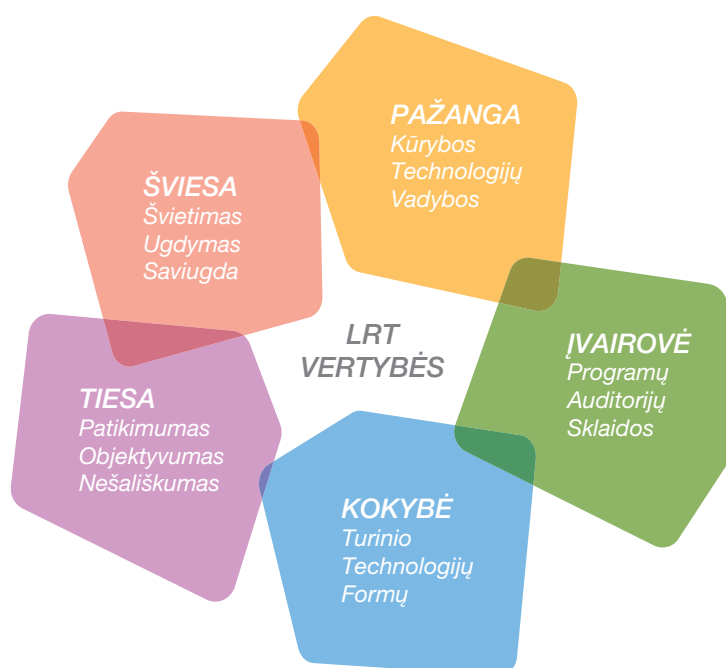 PAŽANGA
Kūrybos
Technologijų
Vadybos
ŠVIESA
Švietimas
Ugdymas
Saviugda
LRT
VERTYBĖS
ĮVAIROVĖ
Programų
Auditorijų
Sklaidos
TIESA
Patikimumas
Objektyvumas
Nešališkumas
KOKYBĖ
Turinio
Technologijų
Formų